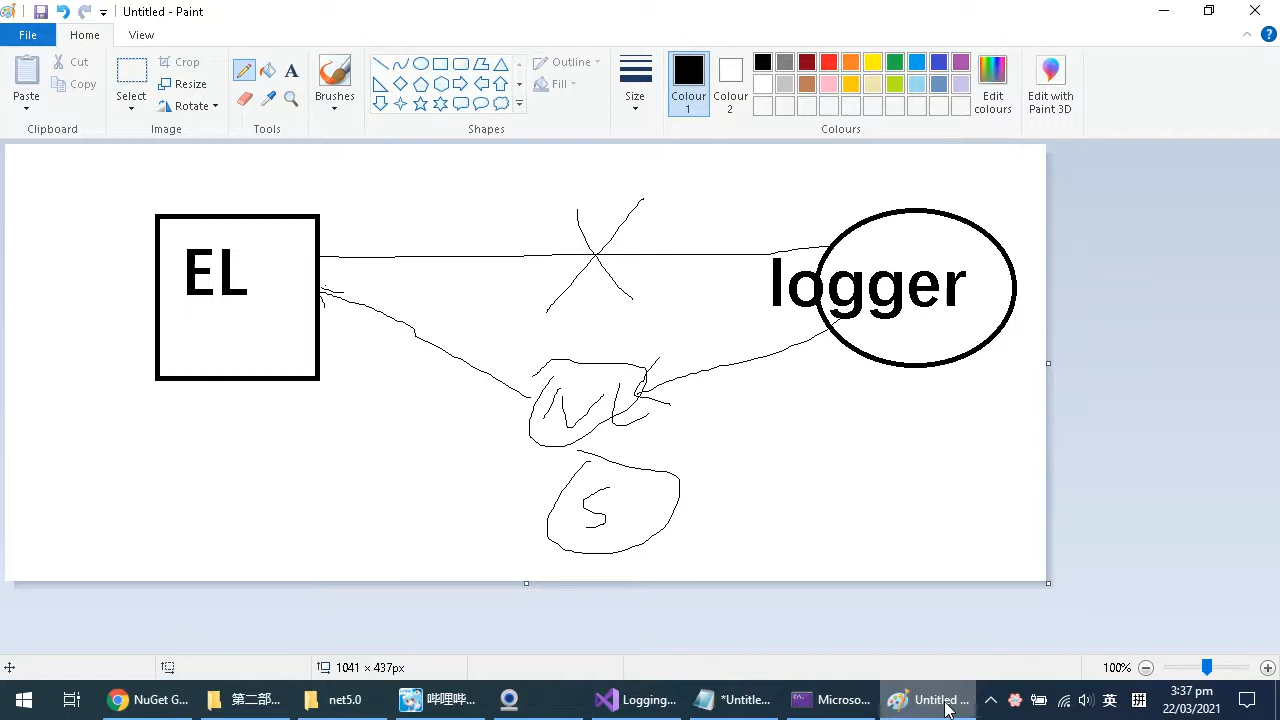 Untitled - Paint
File
Home
View
Paste
Cut
Copy
Clipboard
Select
Crop
Resize
Rotate
Image
A
Tools
Brushes
Outline
Fill
Shapes
Size
Colour 1
Colour 2
Edit colours
Colours
Edit with Paint 3D
EL
logger
S
1041 × 437px
100%
NuGet G...
第二部...
net5.0
哔哩哔...
Logging...
*Untitle...
Microso...
Untitled ...
英
拼
3:37 pm
22/03/2021